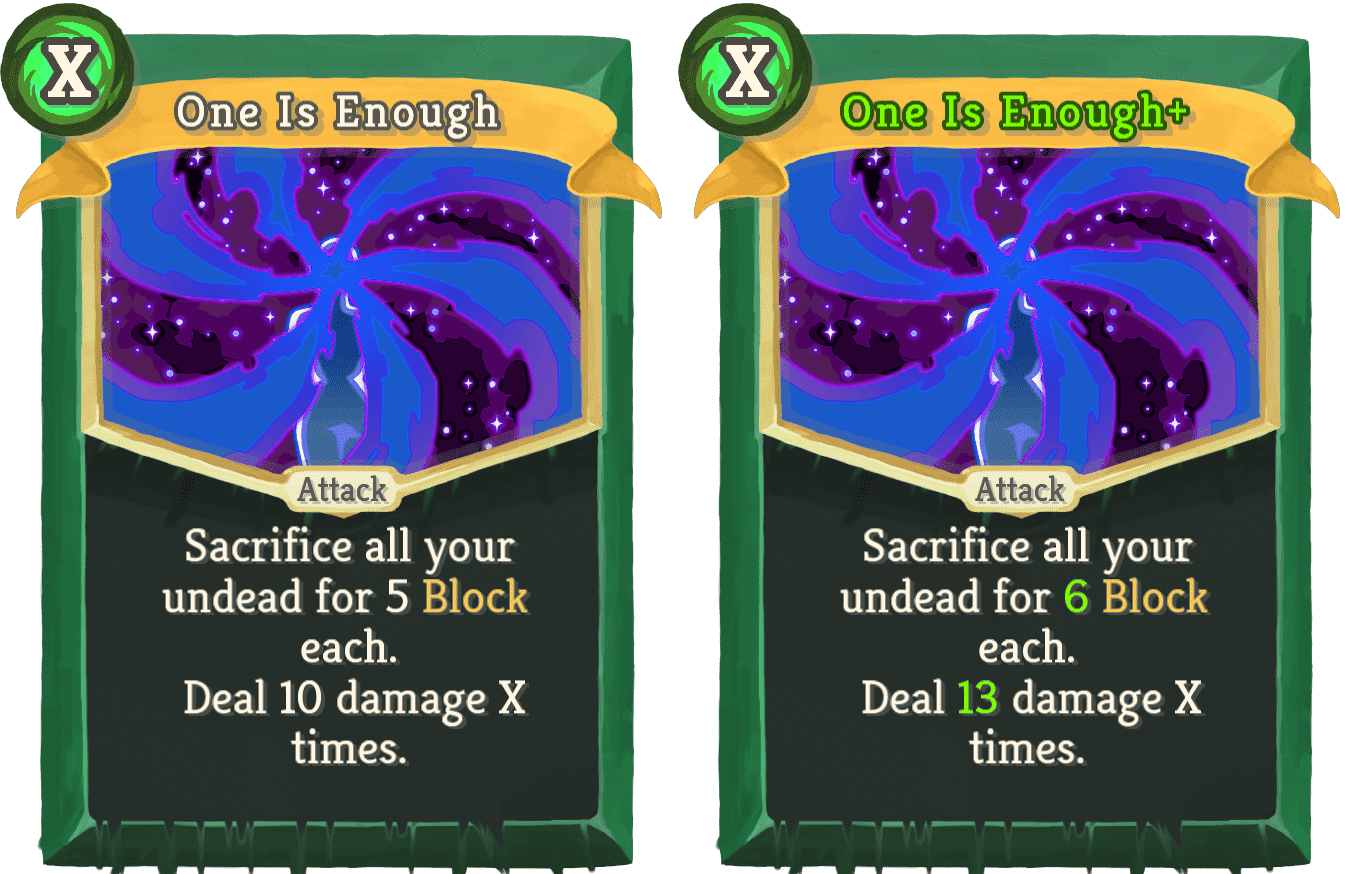 X
One Is Enough
Attack
Sacrifice all your
undead for 5 Block
each.
Deal 10 damage X
times.
X
One Is Enough+
Attack
Sacrifice all your
undead for 6 Block
each.
Deal 13 damage X
times.